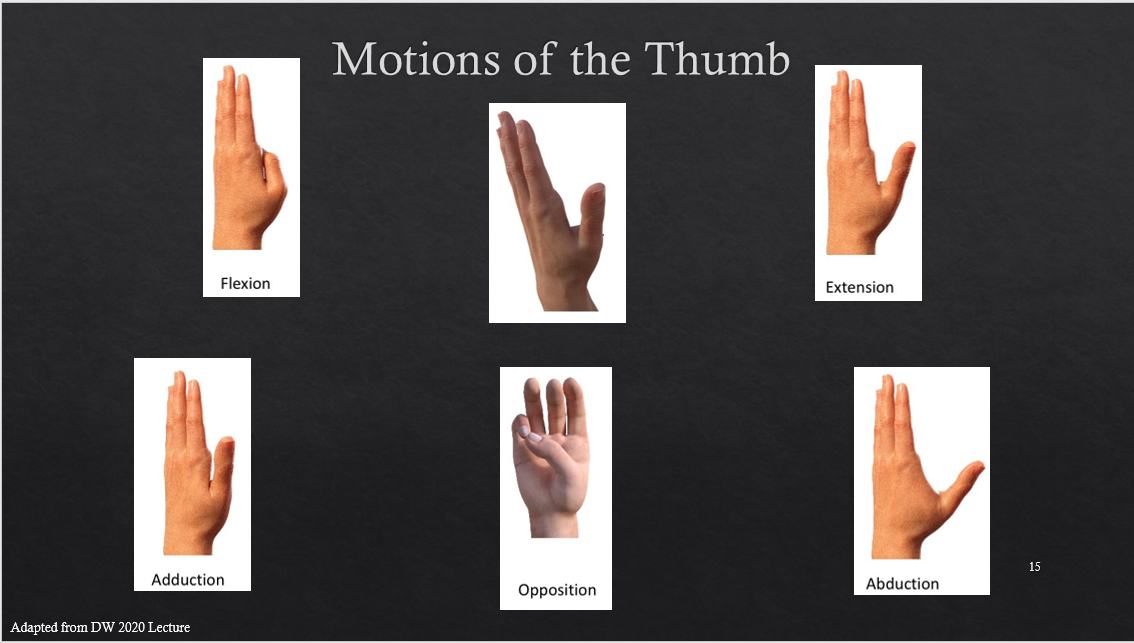 Motions of the Thumb
Flexion
Extension
Adduction
Opposition
Abduction
15
Adapted from DW 2020 Lecture